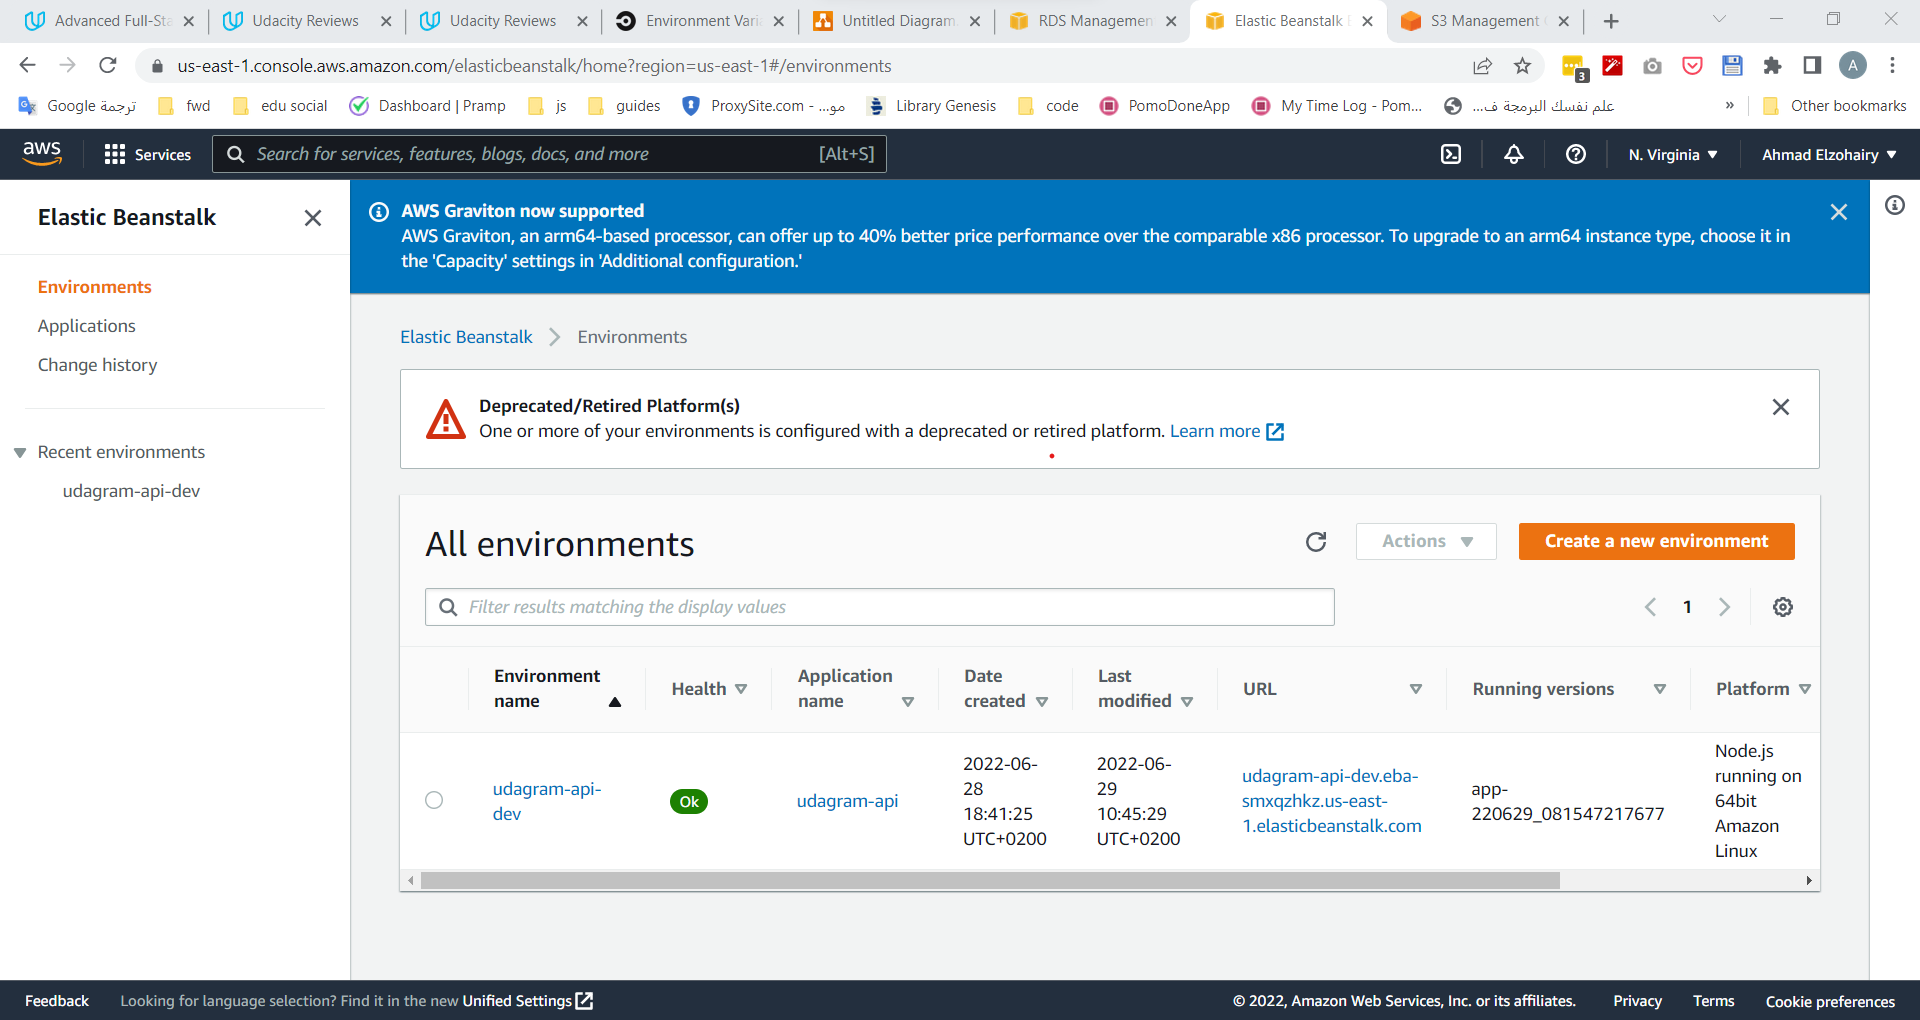 Advanced Full-Sta
Udacity Reviews
Udacity Reviews
Environment Varia
Untitled Diagram.
RDS Managemen
Elastic Beanstalk E
S3 Management C
us-east-1.console.aws.amazon.com/elasticbeanstalk/home?region=us-east-1#/environments
3
A
ترجمة Google
fwd
edu social
Dashboard | Pramp
js
guides
ProxySite.com - ...مو
Library Genesis
code
PomoDoneApp
My Time Log - Pom...
علم نفسك البرمجة ف...
»
Other bookmarks
aws
Services
Search for services, features, blogs, docs, and more
[Alt+S]
N. Virginia
Ahmad Elzohairy
Elastic Beanstalk
Environments
Applications
Change history
Recent environments
udagram-api-dev
AWS Graviton now supported
AWS Graviton, an arm64-based processor, can offer up to 40% better price performance over the comparable x86 processor. To upgrade to an arm64 instance type, choose it in
the 'Capacity' settings in 'Additional configuration.'
Elastic Beanstalk
Environments
Deprecated/Retired Platform(s)
One or more of your environments is configured with a deprecated or retired platform. Learn more
All environments
Actions
Create a new environment
Filter results matching the display values
1
Environment
name
Health
Application
name
Date
created
Last
modified
URL
Running versions
Platform
udagram-api-
dev
Ok
udagram-api
2022-06-
28
18:41:25
UTC+0200
2022-06-
29
10:45:29
UTC+0200
udagram-api-dev.eba-
smxqzhkz.us-east-
1.elasticbeanstalk.com
app-
220629_081547217677
Node.js
running on
64bit
Amazon
Linux
Feedback
Looking for language selection? Find it in the new Unified Settings
© 2022, Amazon Web Services, Inc. or its affiliates.
Privacy
Terms
Cookie preferences